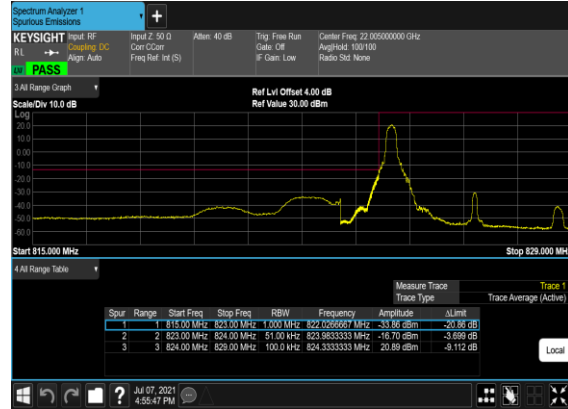 Spectrum Analyzer 1
Spurious Emissions
KEYSIGHT Input: RF Input Z: 50 Ω Atten: 40 dB Trig: Free Run Center Freq: 22.005000000 GHz
R L Coupling: DC Corr CCorr Gate: Off Avg|Hold: 100/100
Align: Auto Freq Ref: Int (S) IF Gain: Low Radio Std: None
PASS
3 All Range Graph
Ref Lvl Offset 4.00 dB
Scale/Div 10.0 dB Ref Value 30.00 dBm
Log
20.0
10.0
0.00
-10.0
-20.0
-30.0
-40.0
-50.0
-60.0
Start 815.000 MHz Stop 829.000 MH
4 All Range Table
Measure Trace Trace 1
Trace Type Trace Average (Active)
Spur Range Start Freq Stop Freq RBW Frequency Amplitude ΔLimit
1 1 815.00 MHz 823.00 MHz 1.000 MHz 822.0266667 MHz -33.86 dBm -20.86 dB
2 2 823.00 MHz 824.00 MHz 51.00 kHz 823.9833333 MHz -16.70 dBm -3.699 dB
3 3 824.00 MHz 829.00 MHz 100.0 kHz 824.3333333 MHz 20.89 dBm -9.112 dB
Local
? Jul 07, 2021
4:55:47 PM